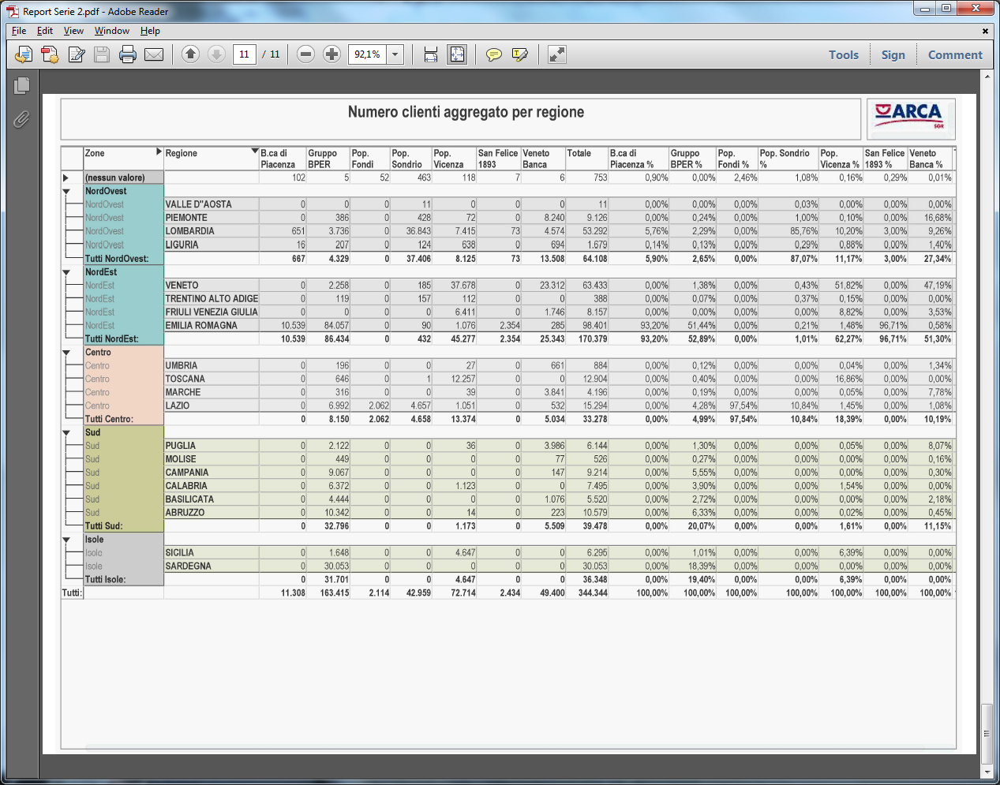 Report Serie 2.pdf - Adobe Reader
File Edit View Window Help
11 / 11 92,1% Tools Sign Comment
Numero clienti aggregato per regione
ARCA
SGR
Zone Regione B.ca di Piacenza Gruppo BPER Pop. Fondi Pop. Sondrio Pop. Vicenza San Felice 1893 Veneto Banca Totale B.ca di Piacenza % Gruppo BPER % Pop. Fondi % Pop. Sondrio % Pop. Vicenza % San Felice 1893 % Veneto Banca %
(nessun valore) 102 5 52 463 118 7 6 753 0,90% 0,00% 2,46% 1,08% 0,16% 0,29% 0,01%
NordOvest
NordOvest VALLE D"AOSTA 0 0 0 11 0 0 0 11 0,00% 0,00% 0,00% 0,03% 0,00% 0,00% 0,00%
NordOvest PIEMONTE 0 386 0 428 72 0 8.240 9.126 0,00% 0,24% 0,00% 1,00% 0,10% 0,00% 16,68%
NordOvest LOMBARDIA 651 3.736 0 36.843 7.415 73 4.574 53.292 5,76% 2,29% 0,00% 85,76% 10,20% 3,00% 9,26%
NordOvest LIGURIA 16 207 0 124 638 0 694 1.679 0,14% 0,13% 0,00% 0,29% 0,88% 0,00% 1,40%
Tutti NordOvest: 667 4.329 0 37.406 8.125 73 13.508 64.108 5,90% 2,65% 0,00% 87,07% 11,17% 3,00% 27,34%
NordEst
NordEst VENETO 0 2.258 0 185 37.678 0 23.312 63.433 0,00% 1,38% 0,00% 0,43% 51,82% 0,00% 47,19%
NordEst TRENTINO ALTO ADIGE 0 119 0 157 112 0 0 388 0,00% 0,07% 0,00% 0,37% 0,15% 0,00% 0,00%
NordEst FRIULI VENEZIA GIULIA 0 0 0 0 6.411 0 1.746 8.157 0,00% 0,00% 0,00% 0,00% 8,82% 0,00% 3,53%
NordEst EMILIA ROMAGNA 10.539 84.057 0 90 1.076 2.354 285 98.401 93,20% 51,44% 0,00% 0,21% 1,48% 96,71% 0,58%
Tutti NordEst: 10.539 86.434 0 432 45.277 2.354 25.343 170.379 93,20% 52,89% 0,00% 1,01% 62,27% 96,71% 51,30%
Centro
Centro UMBRIA 0 196 0 0 27 0 661 884 0,00% 0,12% 0,00% 0,00% 0,04% 0,00% 1,34%
Centro TOSCANA 0 646 0 1 12.257 0 0 12.904 0,00% 0,40% 0,00% 0,00% 16,86% 0,00% 0,00%
Centro MARCHE 0 316 0 0 39 0 3.841 4.196 0,00% 0,19% 0,00% 0,00% 0,05% 0,00% 7,78%
Centro LAZIO 0 6.992 2.062 4.657 1.051 0 532 15.294 0,00% 4,28% 97,54% 10,84% 1,45% 0,00% 1,08%
Tutti Centro: 0 8.150 2.062 4.658 13.374 0 5.034 33.278 0,00% 4,99% 97,54% 10,84% 18,39% 0,00% 10,19%
Sud
Sud PUGLIA 0 2.122 0 0 36 0 3.986 6.144 0,00% 1,30% 0,00% 0,00% 0,05% 0,00% 8,07%
Sud MOLISE 0 449 0 0 0 0 77 526 0,00% 0,27% 0,00% 0,00% 0,00% 0,00% 0,16%
Sud CAMPANIA 0 9.067 0 0 0 0 147 9.214 0,00% 5,55% 0,00% 0,00% 0,00% 0,00% 0,30%
Sud CALABRIA 0 6.372 0 0 1.123 0 0 7.495 0,00% 3,90% 0,00% 0,00% 1,54% 0,00% 0,00%
Sud BASILICATA 0 4.444 0 0 0 0 1.076 5.520 0,00% 2,72% 0,00% 0,00% 0,00% 0,00% 2,18%
Sud ABRUZZO 0 10.342 0 0 14 0 223 10.579 0,00% 6,33% 0,00% 0,00% 0,02% 0,00% 0,45%
Tutti Sud: 0 32.796 0 0 1.173 0 5.509 39.478 0,00% 20,07% 0,00% 0,00% 1,61% 0,00% 11,15%
Isole
Isole SICILIA 0 1.648 0 0 4.647 0 0 6.295 0,00% 1,01% 0,00% 0,00% 6,39% 0,00% 0,00%
Isole SARDEGNA 0 30.053 0 0 0 0 0 30.053 0,00% 18,39% 0,00% 0,00% 0,00% 0,00% 0,00%
Tutti Isole: 0 31.701 0 0 4.647 0 0 36.348 0,00% 19,40% 0,00% 0,00% 6,39% 0,00% 0,00%
Tutti: 11.308 163.415 2.114 42.959 72.714 2.434 49.400 344.344 100,00% 100,00% 100,00% 100,00% 100,00% 100,00% 100,00%